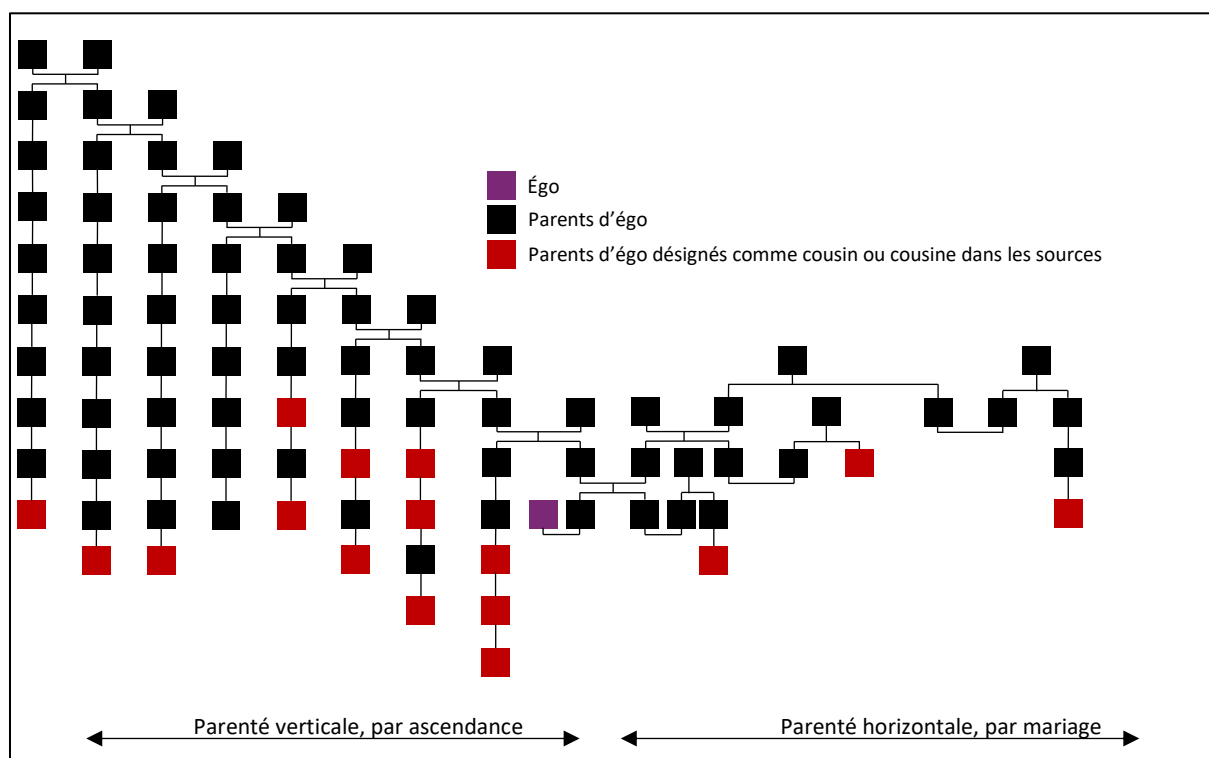 Égo
Parents d’égo
Parents d’égo désignés comme cousin ou cousine dans les sources
Parenté verticale, par ascendance
Parenté horizontale, par mariage